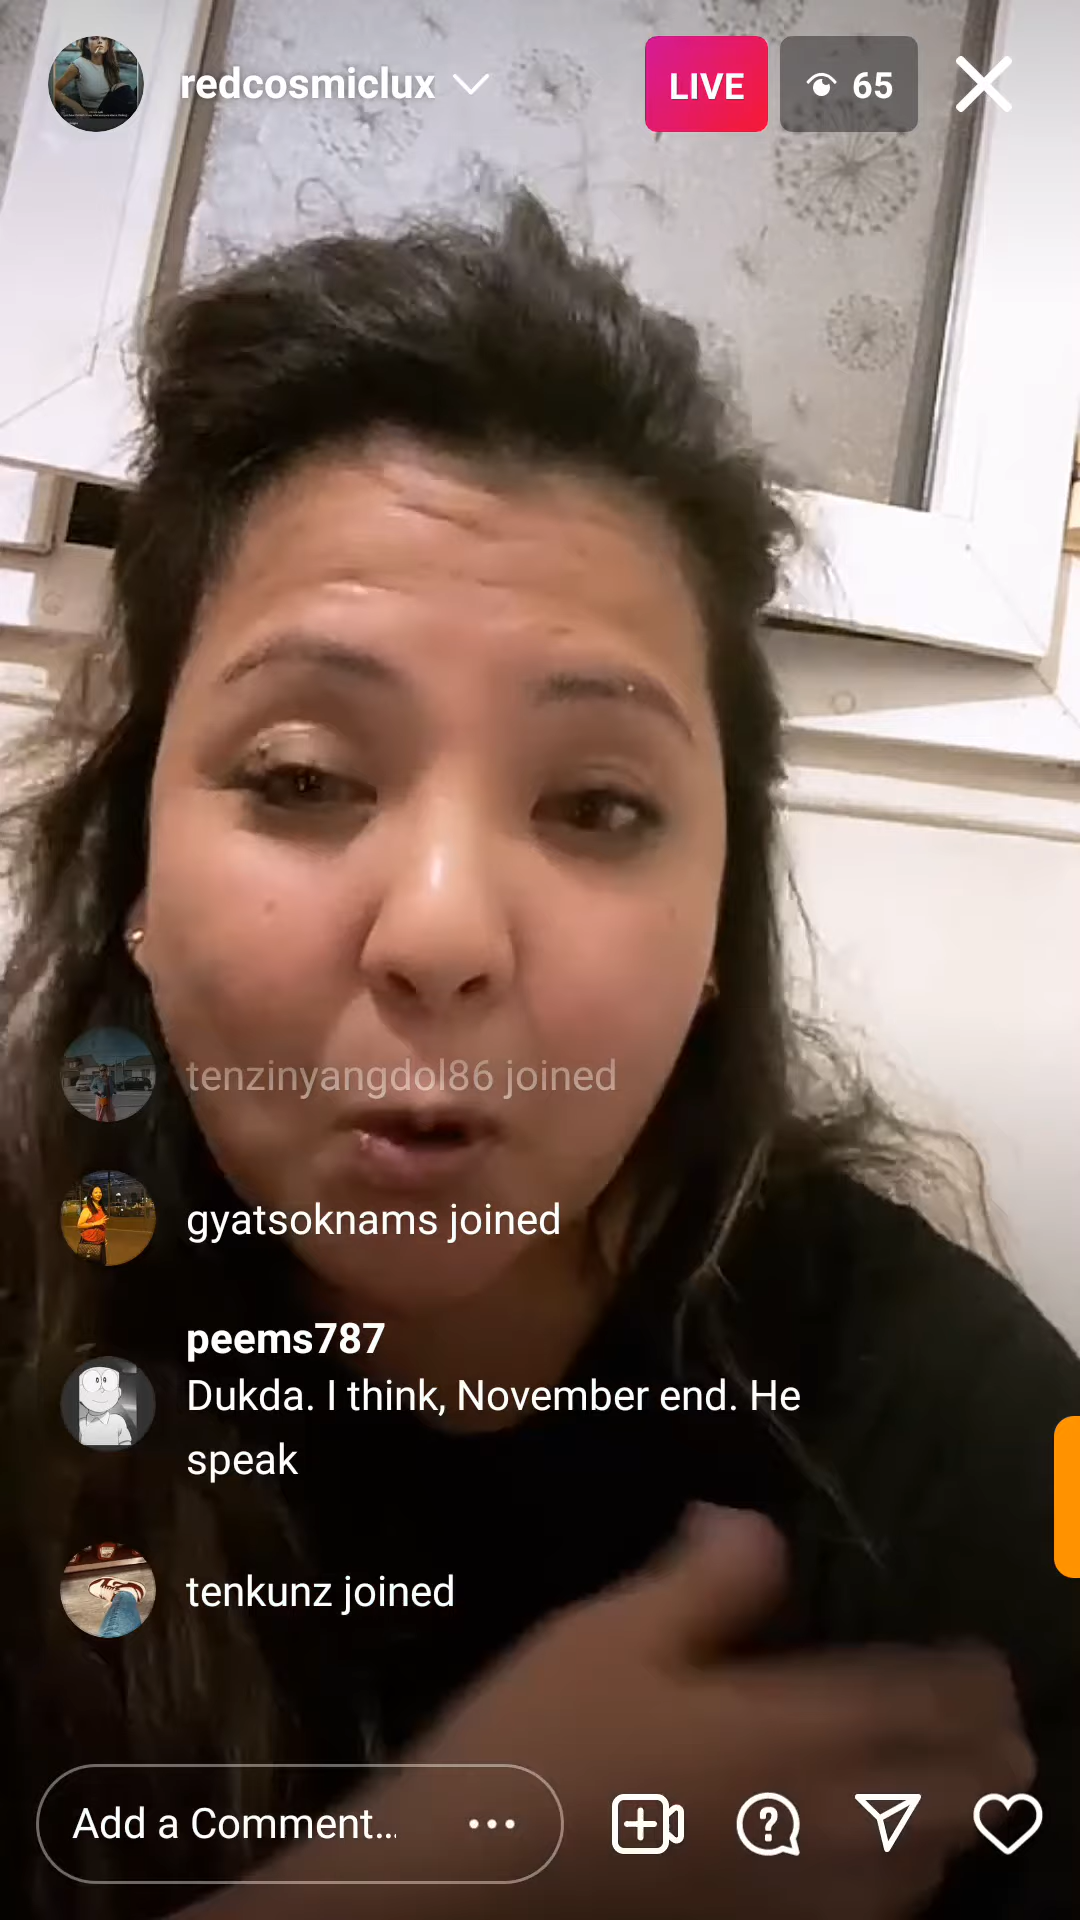 redcosmiclux
LIVE
65
tenzinyangdol86 joined
gyatsoknams joined
peems787
Dukda. I think, November end. He
speak
tenkunz joined
Add a Comment...